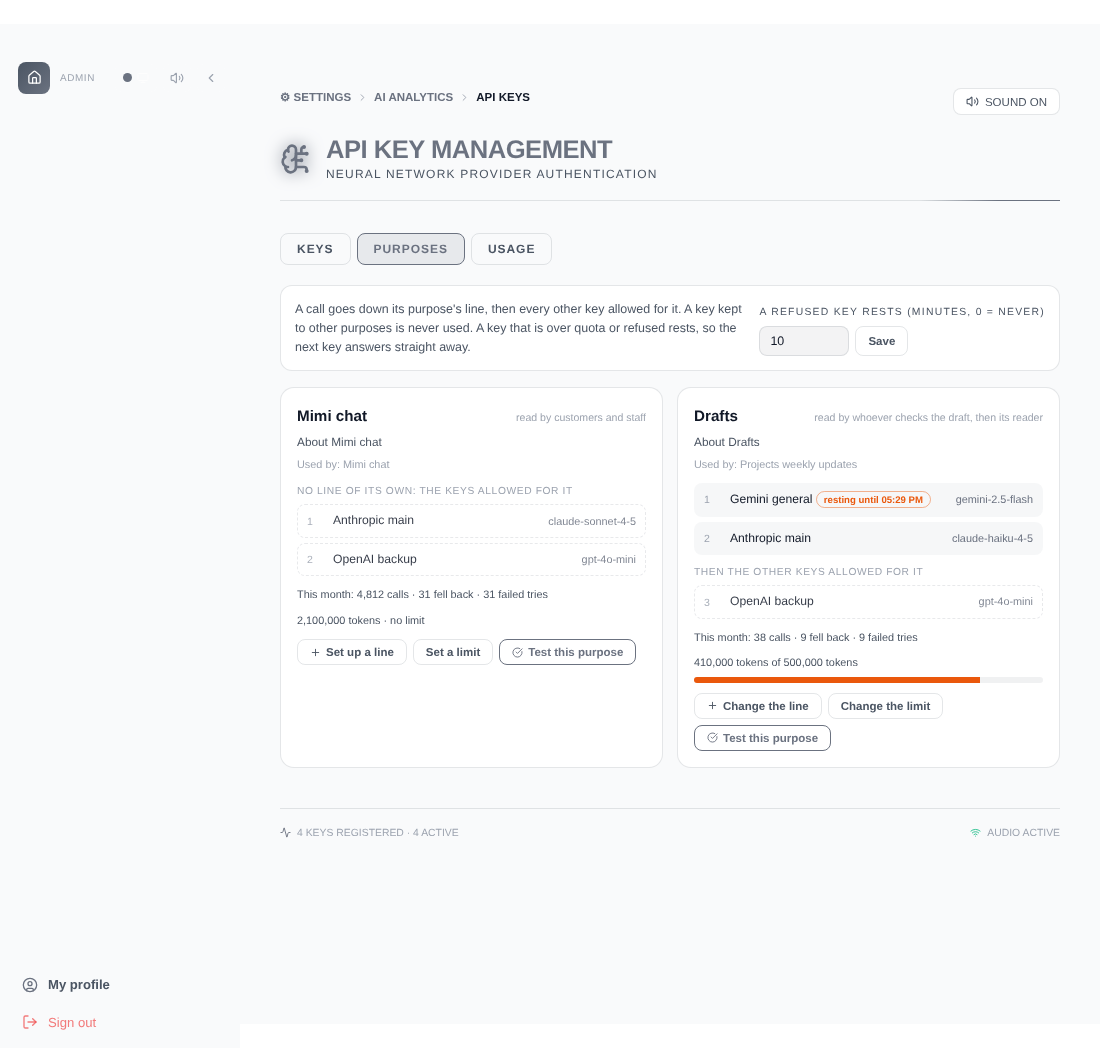 ADMIN
⚙ SETTINGS > AI ANALYTICS > API KEYS
SOUND ON
API KEY MANAGEMENT
NEURAL NETWORK PROVIDER AUTHENTICATION
KEYS
PURPOSES
USAGE
A call goes down its purpose's line, then every other key allowed for it. A key kept
to other purposes is never used. A key that is over quota or refused rests, so the
next key answers straight away.
A REFUSED KEY RESTS (MINUTES, 0 = NEVER)
10
Save
Mimi chat
read by customers and staff
About Mimi chat
Used by: Mimi chat
NO LINE OF ITS OWN: THE KEYS ALLOWED FOR IT
1 Anthropic main claude-sonnet-4-5
2 OpenAI backup gpt-4o-mini
This month: 4,812 calls · 31 fell back · 31 failed tries
2,100,000 tokens · no limit
Set up a line
Set a limit
Test this purpose
Drafts
read by whoever checks the draft, then its reader
About Drafts
Used by: Projects weekly updates
1 Gemini general resting until 05:29 PM gemini-2.5-flash
2 Anthropic main claude-haiku-4-5
THEN THE OTHER KEYS ALLOWED FOR IT
3 OpenAI backup gpt-4o-mini
This month: 38 calls · 9 fell back · 9 failed tries
410,000 tokens of 500,000 tokens
Change the line
Change the limit
Test this purpose
4 KEYS REGISTERED · 4 ACTIVE
AUDIO ACTIVE
My profile
Sign out